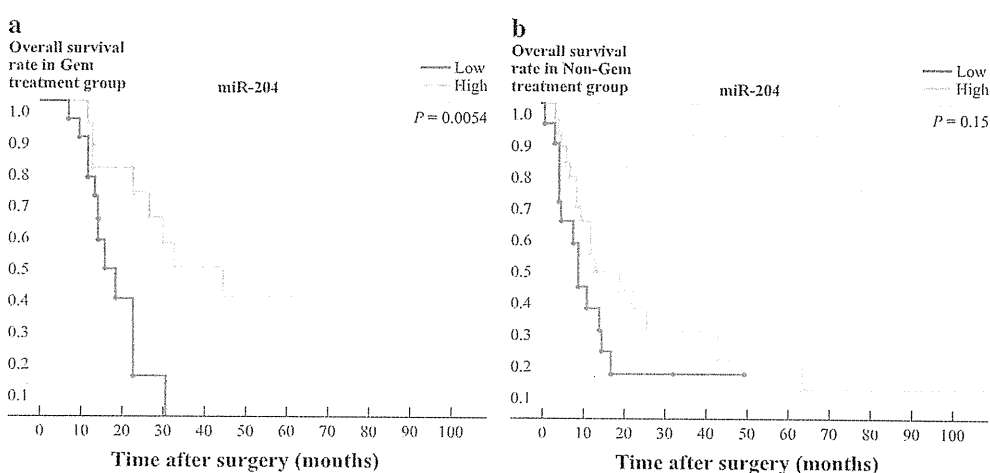 a
Overall survival
rate in Gem
treatment group
miR-204
Low
High
P = 0.0054
1.0
0.9
0.8
0.7
0.6
0.5
0.4
0.3
0.2
0.1
0 10 20 30 40 50 60 70 80 90 100
Time after surgery (months)
b
Overall survival
rate in Non-Gem
treatment group
miR-204
Low
High
P = 0.15
1.0
0.9
0.8
0.7
0.6
0.5
0.4
0.3
0.2
0.1
0 10 20 30 40 50 60 70 80 90 100
Time after surgery (months)